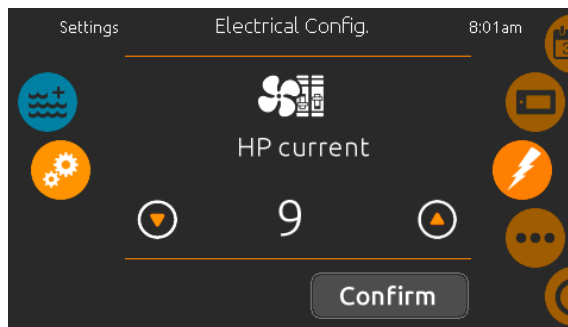 Settings
Electrical Config.
8:01am
HP current
9
Confirm